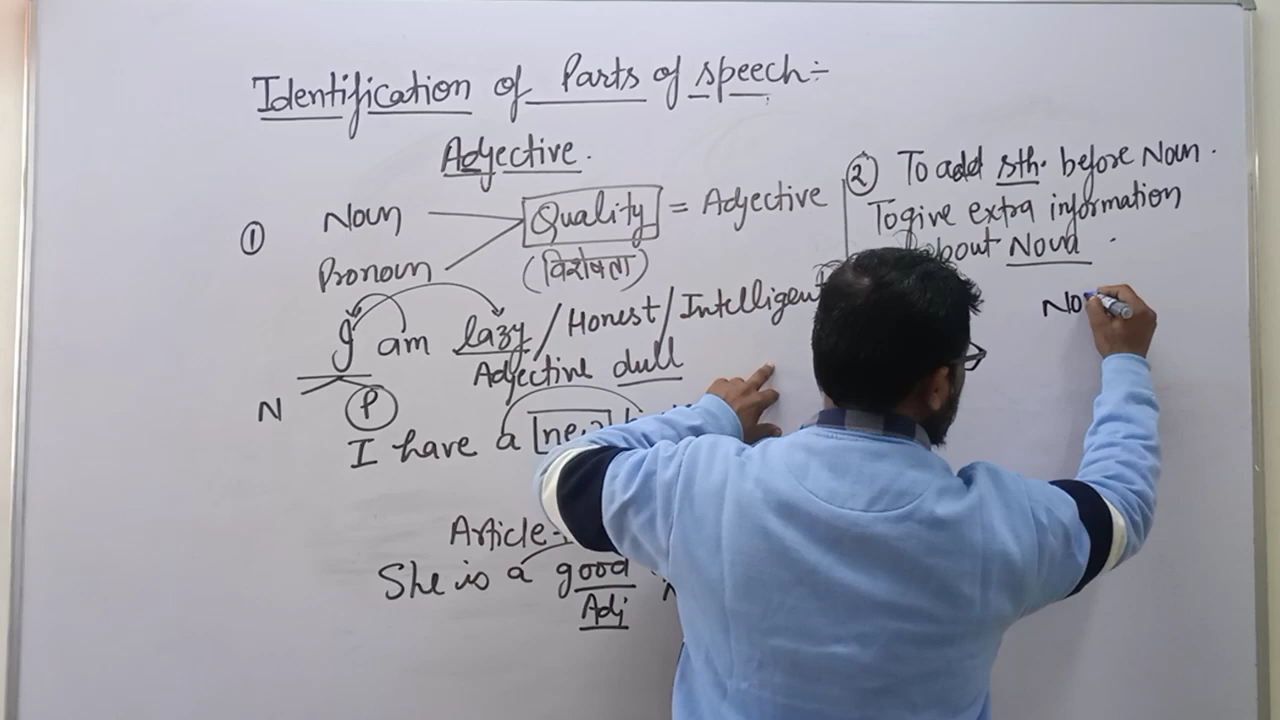 Identification of Parts of speech:-
Adjective.
① Noun
Pronoun
Quality = Adjective
(विशेषता)
I am lazy / Honest / Intelligent
Adjective dull
N P
I have a new
Article-
She is a good
Adj
② To add sth. before Noun.
To give extra information
about Noun.
No